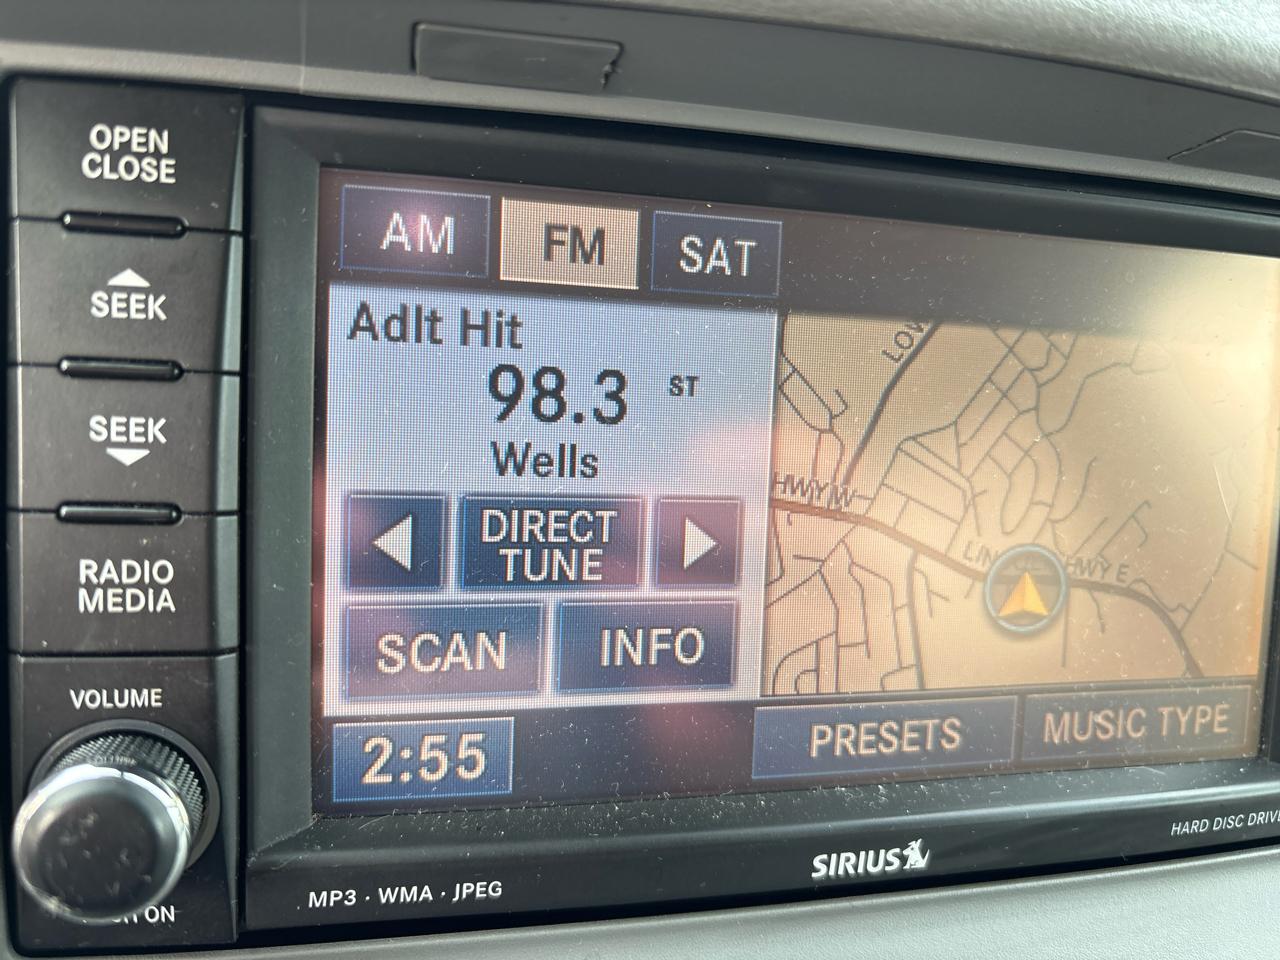 OPEN
CLOSE
SEEK
SEEK
RADIO
MEDIA
VOLUME
ON
AM FM SAT
Adlt Hit
98.3 ST
Wells
DIRECT
TUNE
SCAN INFO
2:55
HWY W
HWY E
PRESETS
MUSIC TYPE
SIRIUS
HARD DISC DRIVE
MP3 · WMA · JPEG